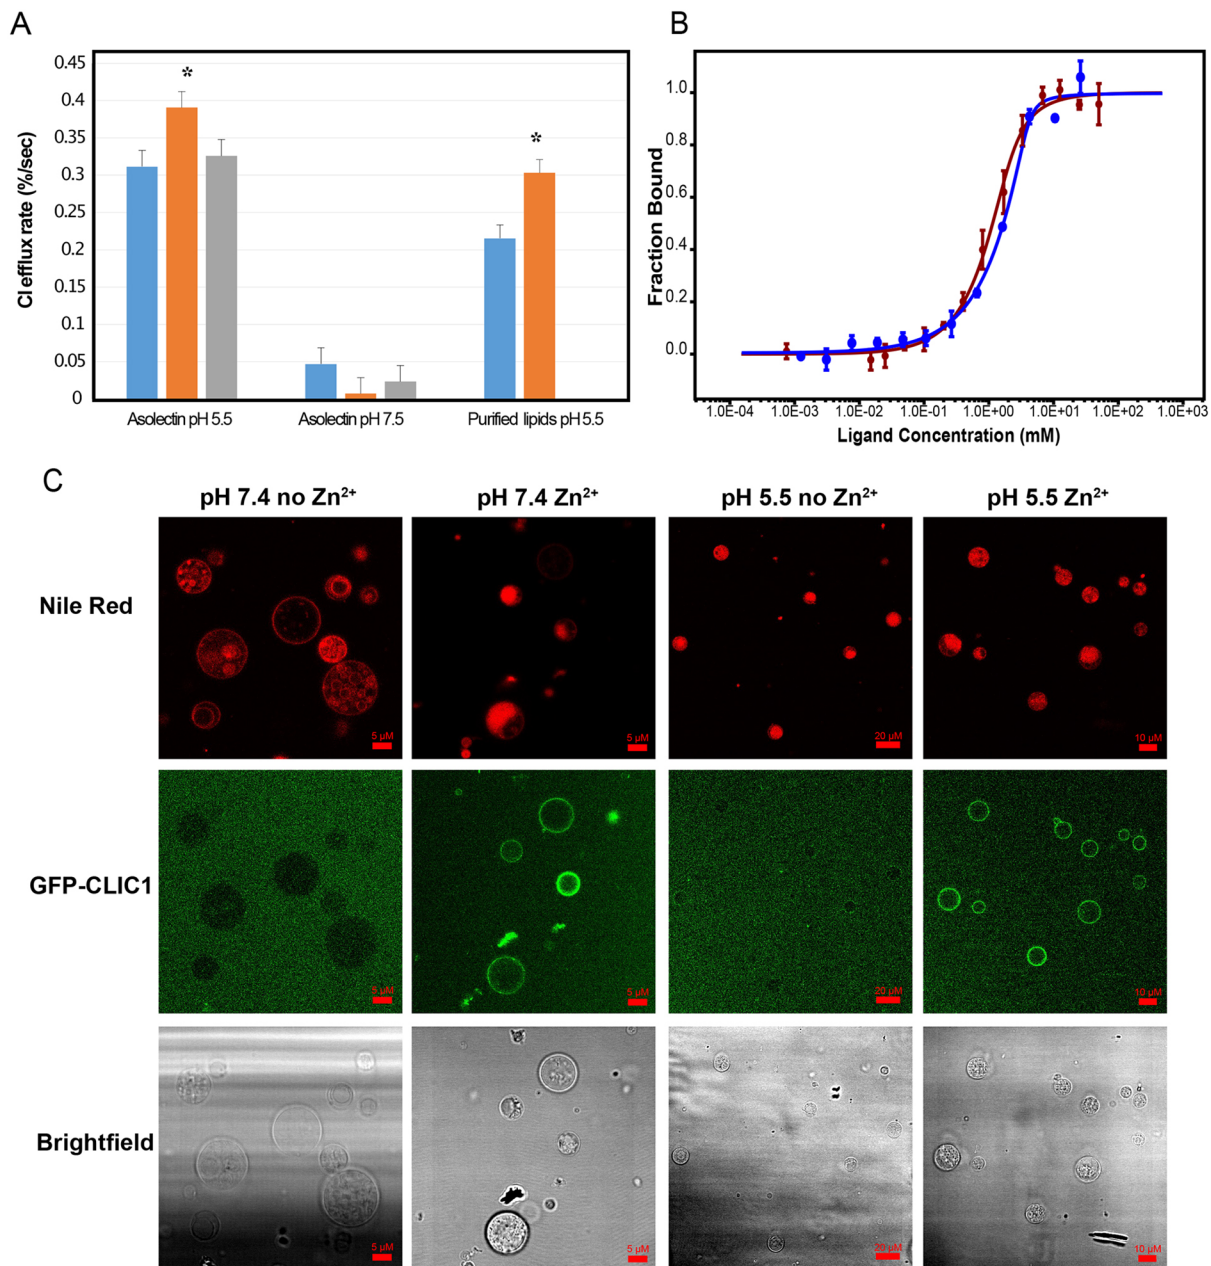 A
Cl efflux rate (%/sec)
0.45
0.4
0.35
0.3
0.25
0.2
0.15
0.1
0.05
0
*
*
Asolectin pH 5.5
Asolectin pH 7.5
Purified lipids pH 5.5
B
Fraction Bound
1.0
0.8
0.6
0.4
0.2
0.0
1.0E-04
1.0E-03
1.0E-02
1.0E-01
1.0E+00
1.0E+01
1.0E+02
1.0E+03
Ligand Concentration (mM)
C
pH 7.4 no Zn²⁺
pH 7.4 Zn²⁺
pH 5.5 no Zn²⁺
pH 5.5 Zn²⁺
Nile Red
5 µM
5 µM
20 µM
10 µM
GFP-CLIC1
5 µM
5 µM
20 µM
10 µM
Brightfield
5 µM
5 µM
20 µM
10 µM